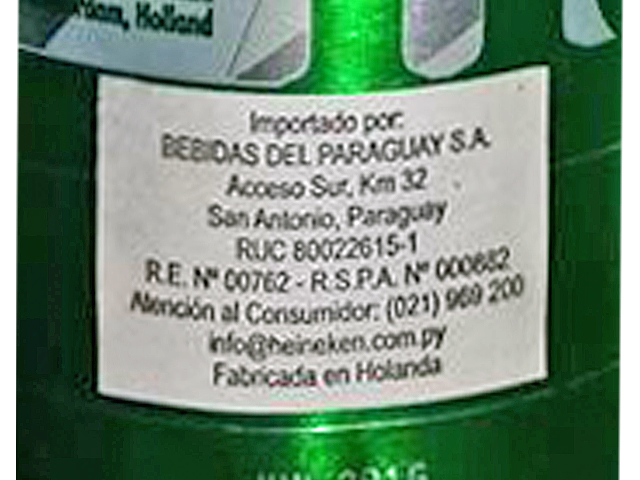 Holland
Importado por:
BEBIDAS DEL PARAGUAY S.A.
Acceso Sur, Km 32
San Antonio, Paraguay
RUC 80022615-1
R.E. Nº 00762 - R.S.P.A. Nº 000682
Atención al Consumidor: (021) 969 200
info@heineken.com.py
Fabricada en Holanda